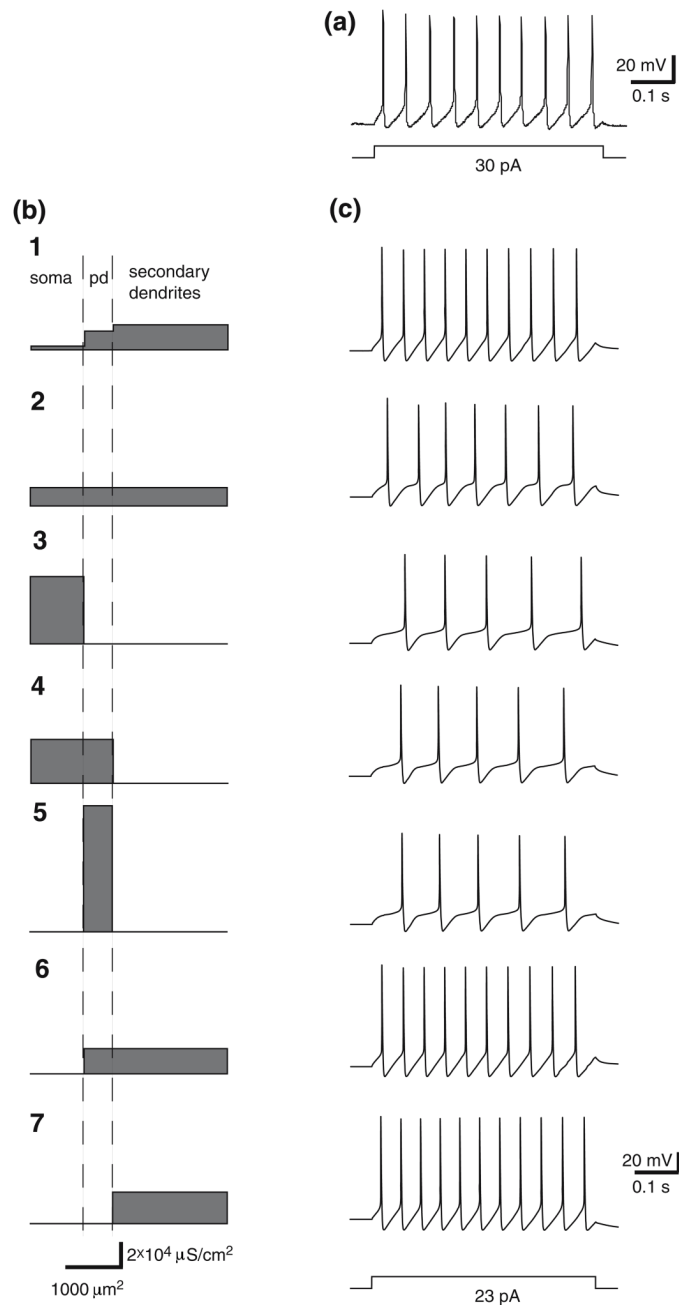 (a)
20 mV
0.1 s
30 pA
(b)
(c)
1
soma
pd
secondary
dendrites
2
3
4
5
6
7
20 mV
0.1 s
2×10⁴ μS/cm²
1000 μm²
23 pA